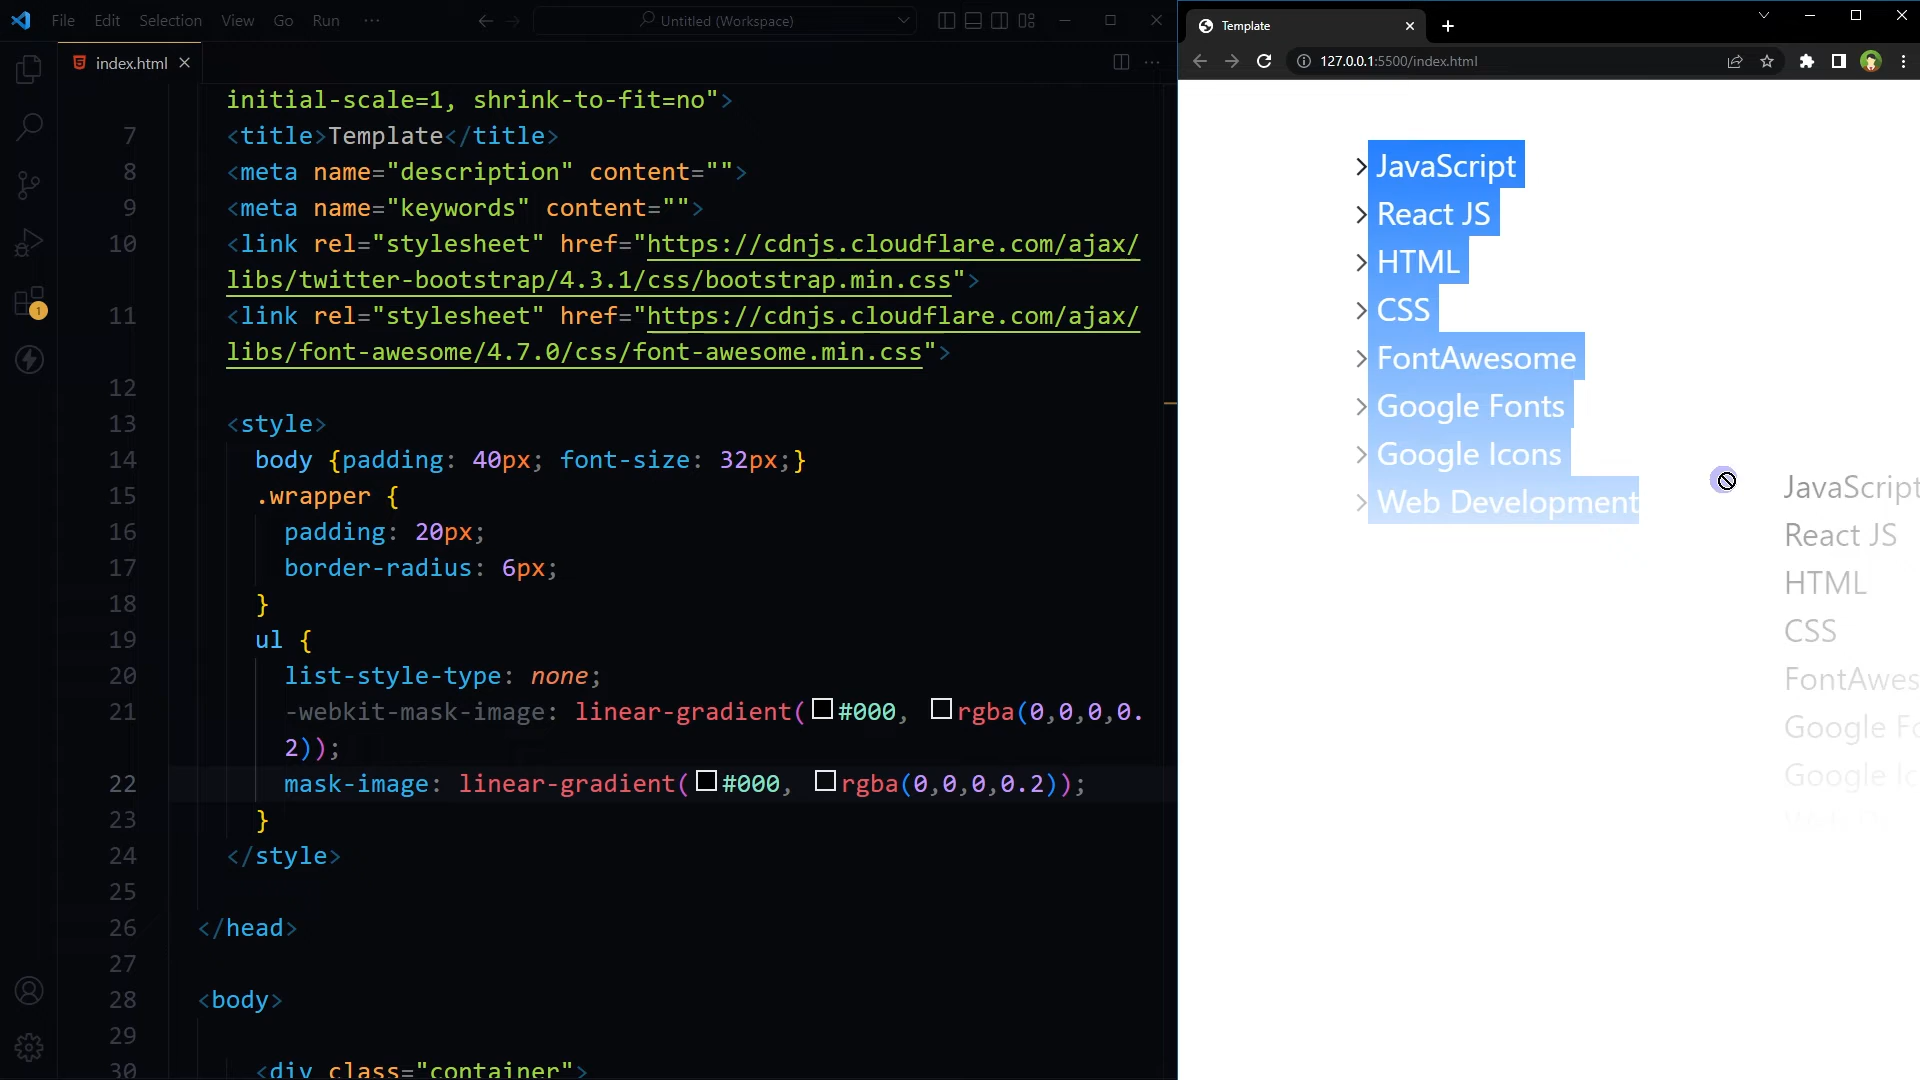 File Edit Selection View Go Run ··· Untitled (Workspace)
index.html
initial-scale=1, shrink-to-fit=no">
7 <title>Template</title>
8 <meta name="description" content="">
9 <meta name="keywords" content="">
10 <link rel="stylesheet" href="https://cdnjs.cloudflare.com/ajax/
libs/twitter-bootstrap/4.3.1/css/bootstrap.min.css">
11 <link rel="stylesheet" href="https://cdnjs.cloudflare.com/ajax/
libs/font-awesome/4.7.0/css/font-awesome.min.css">
12
13 <style>
14 body {padding: 40px; font-size: 32px;}
15 .wrapper {
16 padding: 20px;
17 border-radius: 6px;
18 }
19 ul {
20 list-style-type: none;
21 -webkit-mask-image: linear-gradient(#000, rgba(0,0,0,0.
2));
22 mask-image: linear-gradient(#000, rgba(0,0,0,0.2));
23 }
24 </style>
25
26 </head>
27
28 <body>
29
30 <div class="container">
1
Template
127.0.0.1:5500/index.html
> JavaScript
> React JS
> HTML
> CSS
> FontAwesome
> Google Fonts
> Google Icons
> Web Development
JavaScript
React JS
HTML
CSS
FontAwes
Google Fo
Google Ic